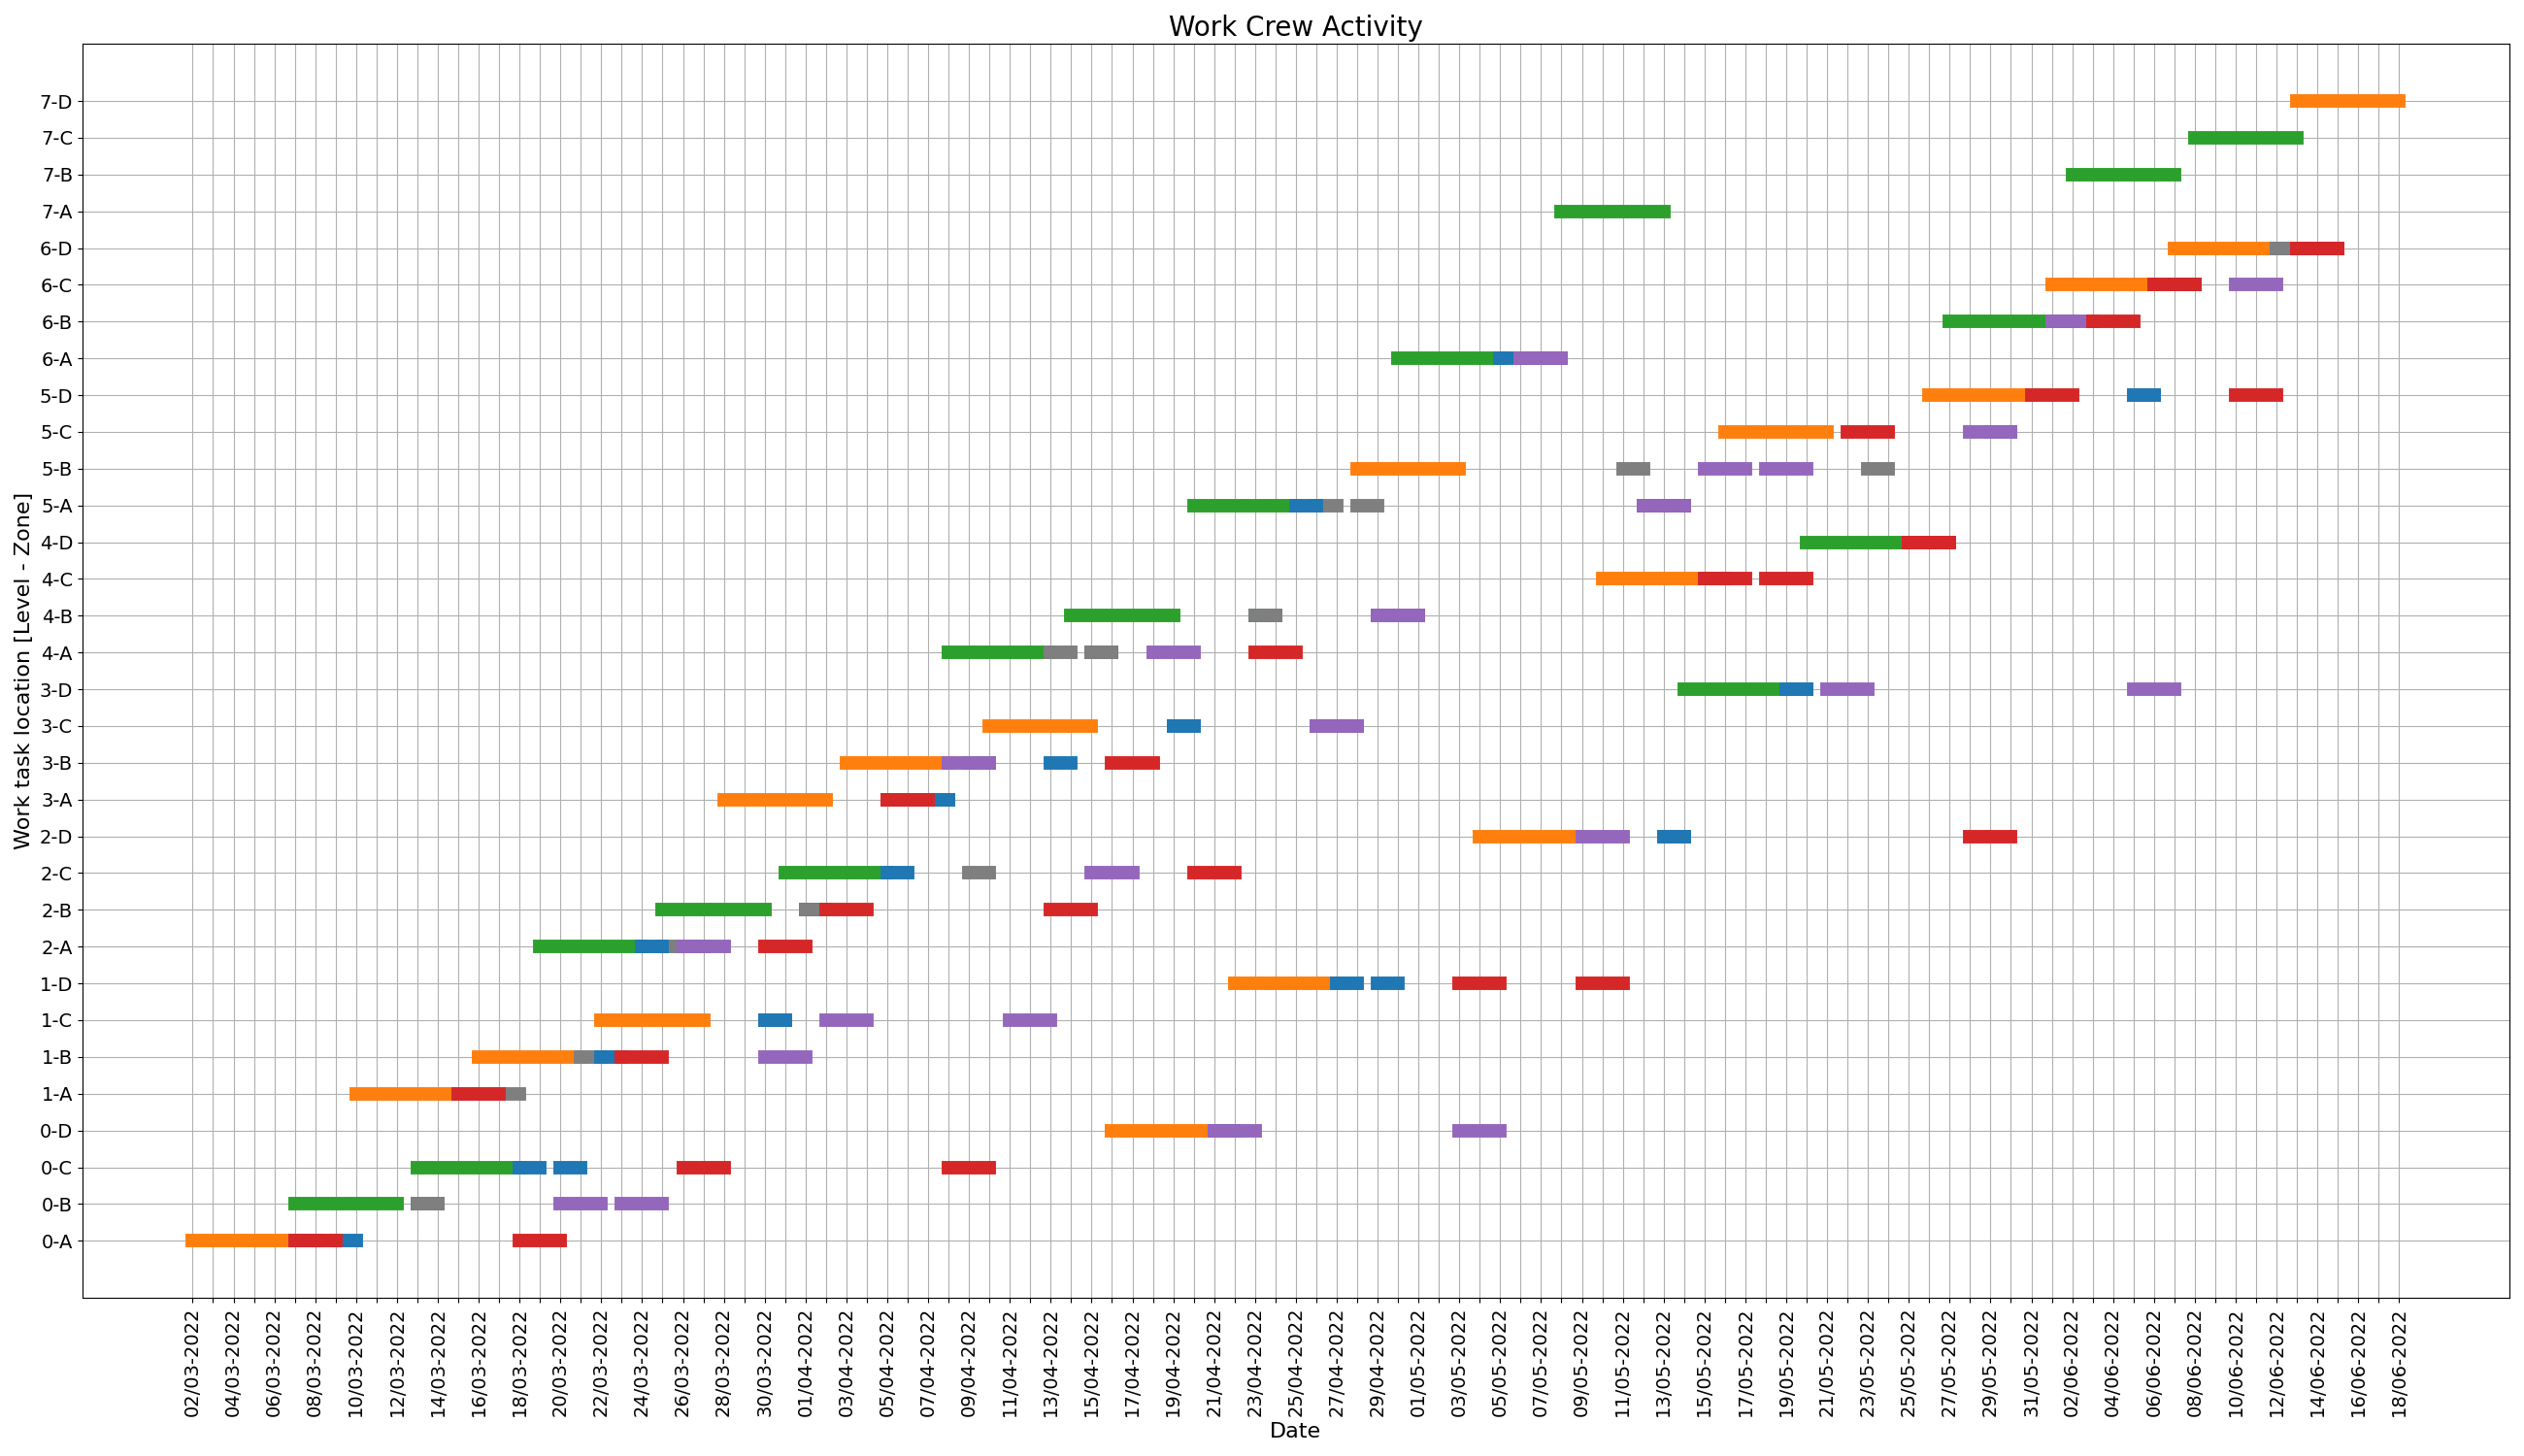 Work Crew Activity
Work task location [Level - Zone]
7-D
7-C
7-B
7-A
6-D
6-C
6-B
6-A
5-D
5-C
5-B
5-A
4-D
4-C
4-B
4-A
3-D
3-C
3-B
3-A
2-D
2-C
2-B
2-A
1-D
1-C
1-B
1-A
0-D
0-C
0-B
0-A
02/03-2022
04/03-2022
06/03-2022
08/03-2022
10/03-2022
12/03-2022
14/03-2022
16/03-2022
18/03-2022
20/03-2022
22/03-2022
24/03-2022
26/03-2022
28/03-2022
30/03-2022
01/04-2022
03/04-2022
05/04-2022
07/04-2022
09/04-2022
11/04-2022
13/04-2022
15/04-2022
17/04-2022
19/04-2022
21/04-2022
23/04-2022
25/04-2022
27/04-2022
29/04-2022
01/05-2022
03/05-2022
05/05-2022
07/05-2022
09/05-2022
11/05-2022
13/05-2022
15/05-2022
17/05-2022
19/05-2022
21/05-2022
23/05-2022
25/05-2022
27/05-2022
29/05-2022
31/05-2022
02/06-2022
04/06-2022
06/06-2022
08/06-2022
10/06-2022
12/06-2022
14/06-2022
16/06-2022
18/06-2022
Date